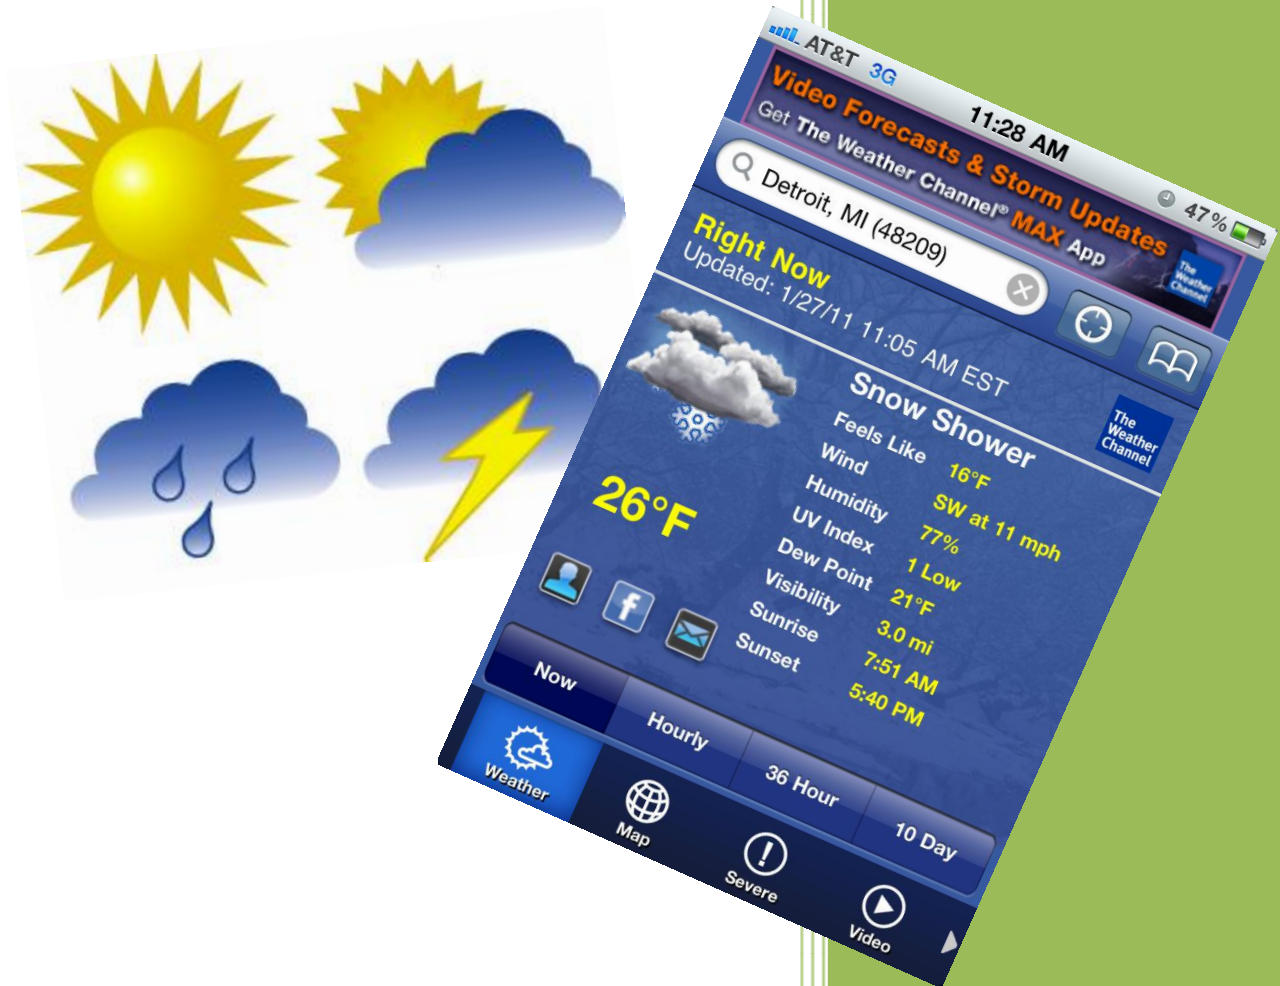 AT&T 3G 11:28 AM 47%
Video Forecasts & Storm Updates
Get The Weather Channel® MAX App
The
Weather
Channel
Detroit, MI (48209)
Right Now
Updated: 1/27/11 11:05 AM EST
The
Weather
Channel
Snow Shower
26°F
Feels Like 16°F
Wind SW at 11 mph
Humidity 77%
UV Index 1 Low
Dew Point 21°F
Visibility 3.0 mi
Sunrise 7:51 AM
Sunset 5:40 PM
f
Now Hourly 36 Hour 10 Day
Weather Map Severe Video